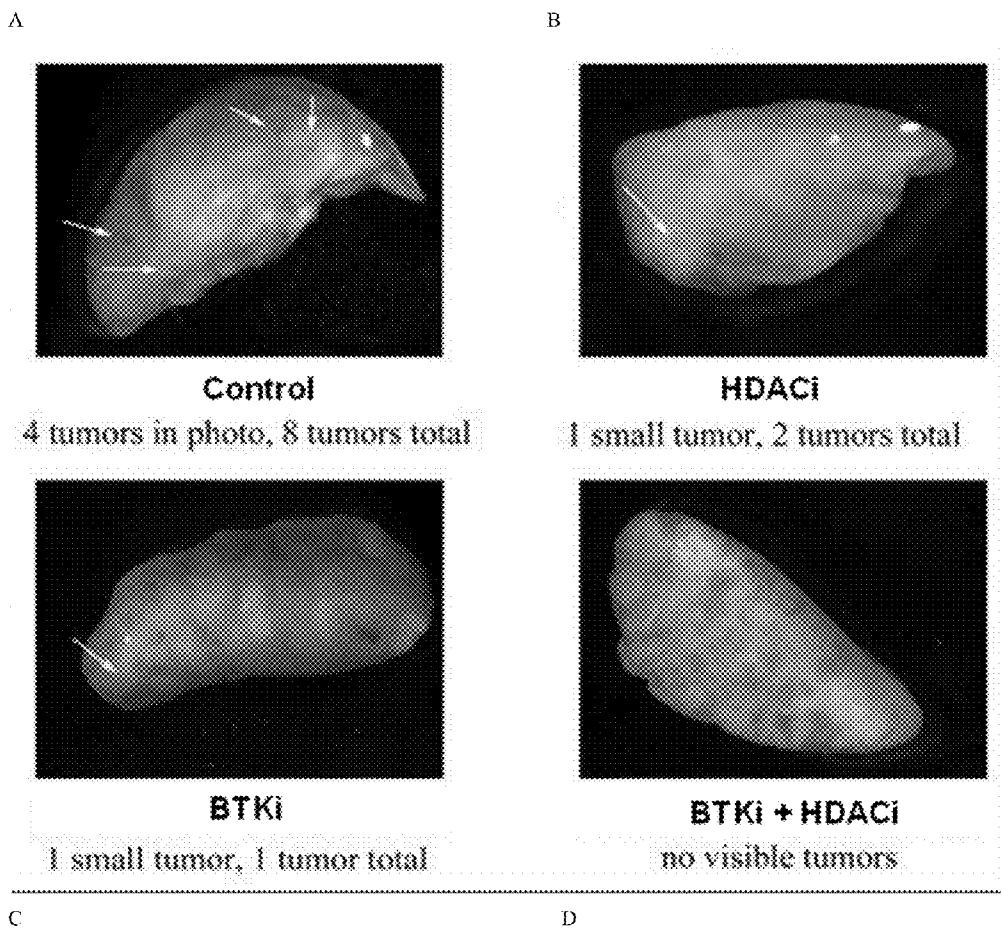 A
B
Control
HDACi
4 tumors in photo, 8 tumors total
1 small tumor, 2 tumors total
BTKi
BTKi + HDACi
1 small tumor, 1 tumor total
no visible tumors
C
D